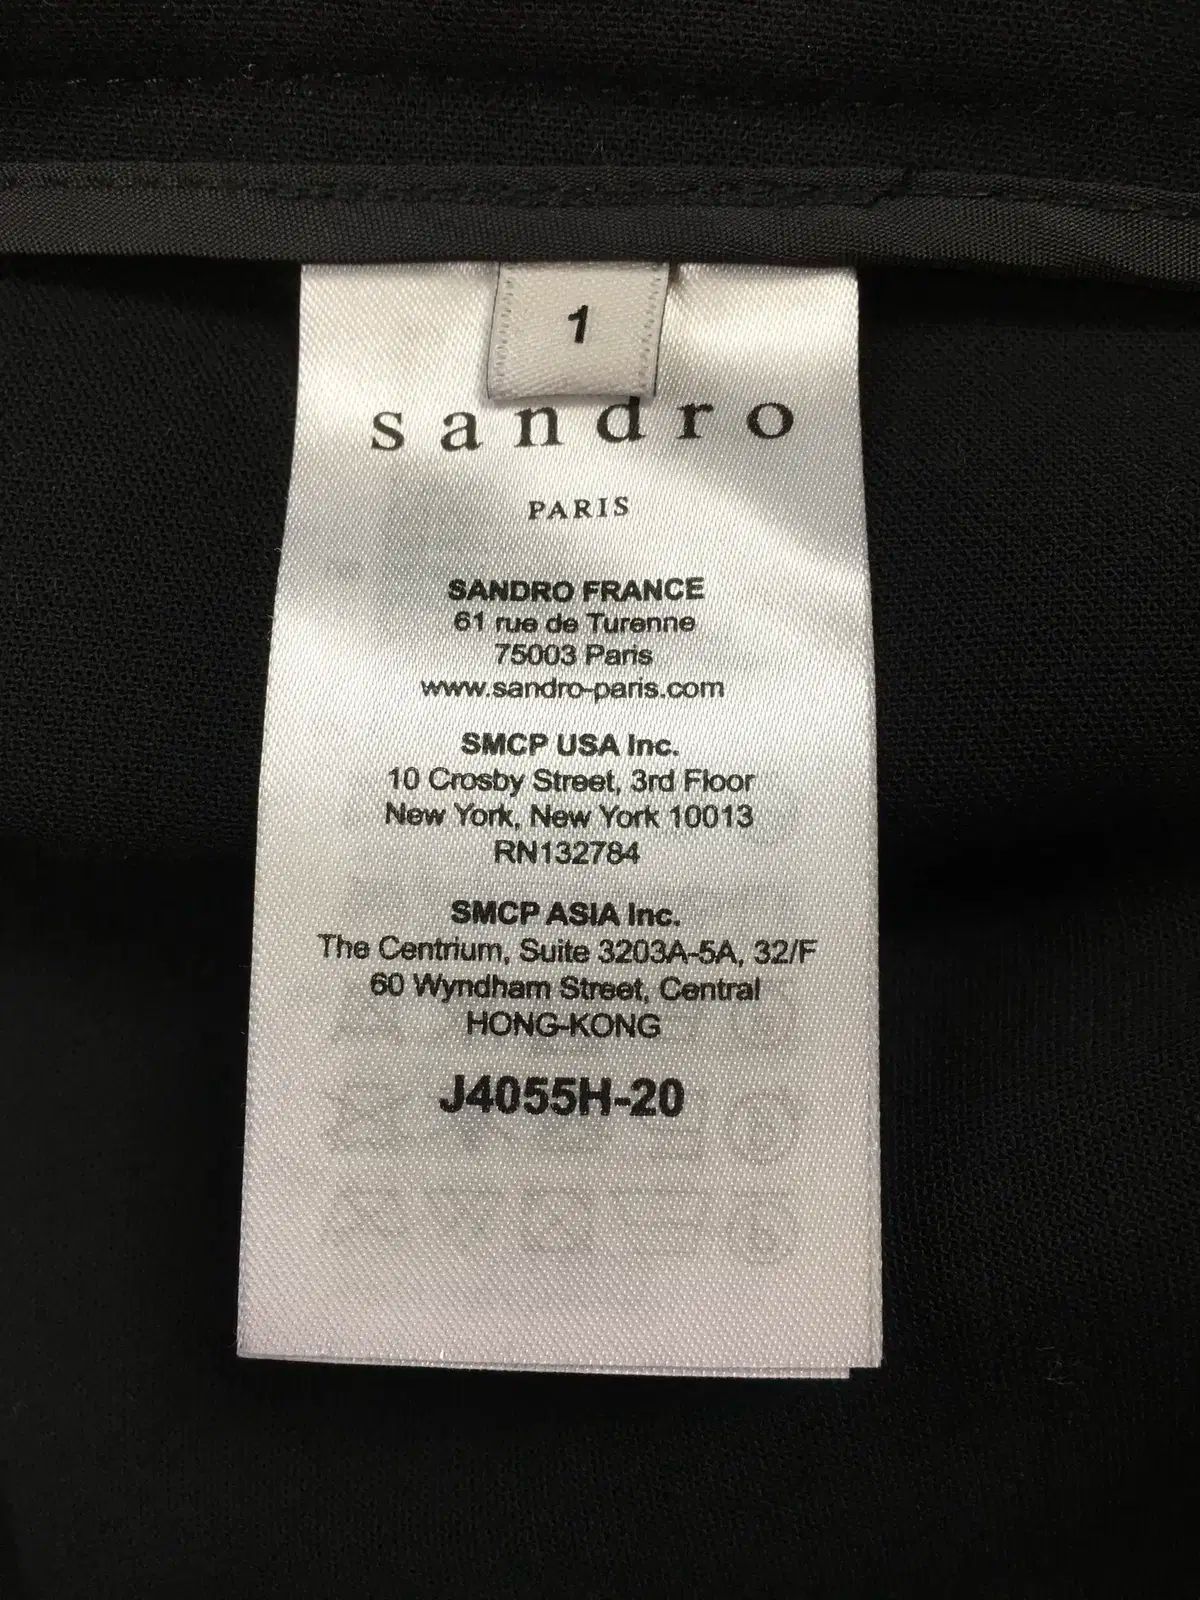 1
sandro
PARIS
SANDRO FRANCE
61 rue de Turenne
75003 Paris
www.sandro-paris.com
SMCP USA Inc.
10 Crosby Street, 3rd Floor
New York, New York 10013
RN132784
SMCP ASIA Inc.
The Centrium, Suite 3203A-5A, 32/F
60 Wyndham Street, Central
HONG-KONG
J4055H-20